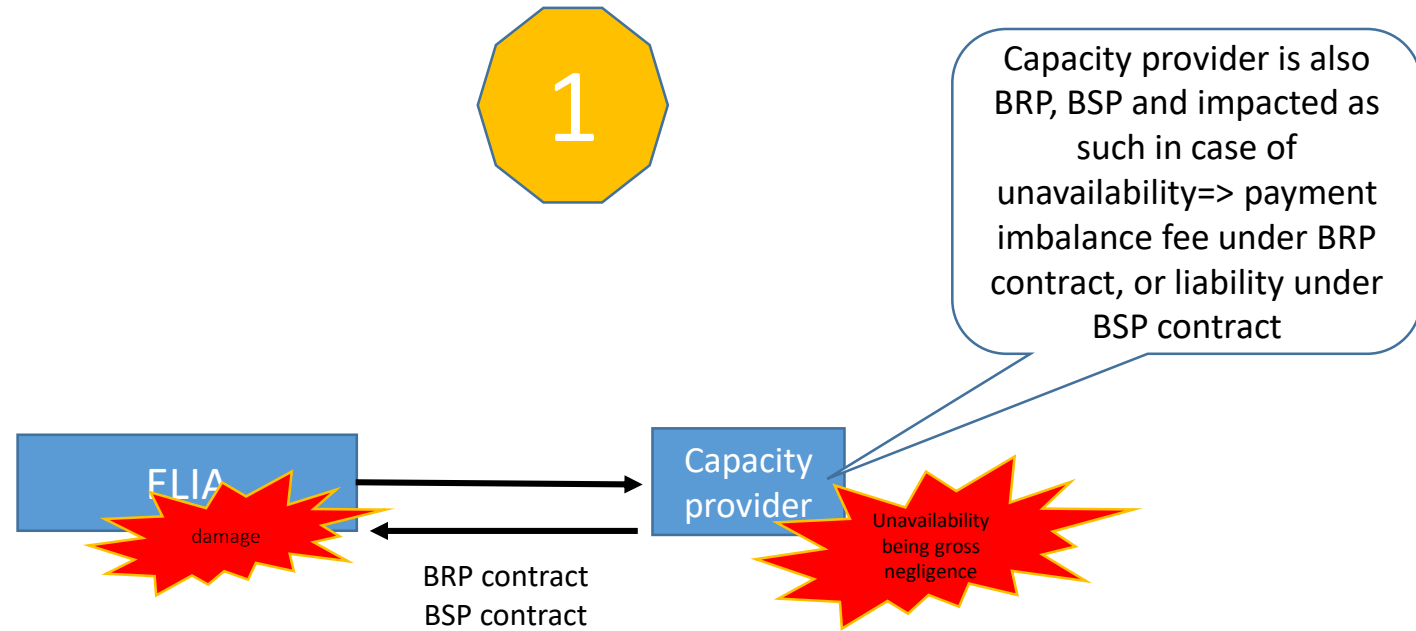 1
Capacity provider is also
BRP, BSP and impacted as
such in case of
unavailability=> payment
imbalance fee under BRP
contract, or liability under
BSP contract
ELIA
damage
Capacity
provider
Unavailability
being gross
negligence
BRP contract
BSP contract